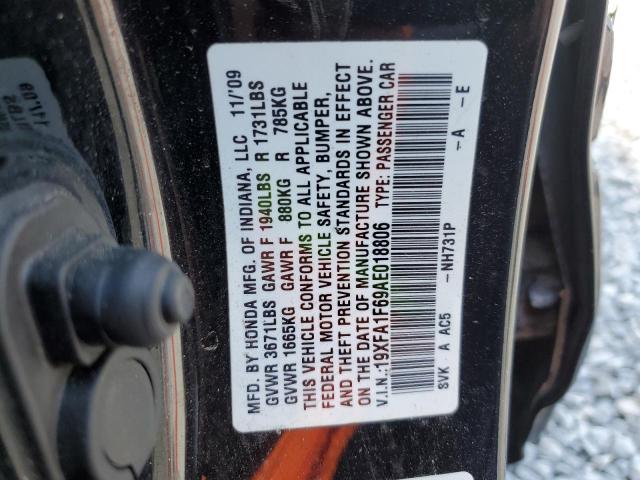 MFD. BY HONDA MFG. OF INDIANA, LLC 11/'09
GVWR 3671LBS GAWR F 1940LBS R 1731LBS
GVWR 1665KG GAWR F 880KG R 785KG
THIS VEHICLE CONFORMS TO ALL APPLICABLE
FEDERAL MOTOR VEHICLE SAFETY, BUMPER,
AND THEFT PREVENTION STANDARDS IN EFFECT
ON THE DATE OF MANUFACTURE SHOWN ABOVE.
V.I.N.:19XFA1F69AE018806 TYPE: PASSENGER CAR
SVK A AC5 -NH731P -A -E